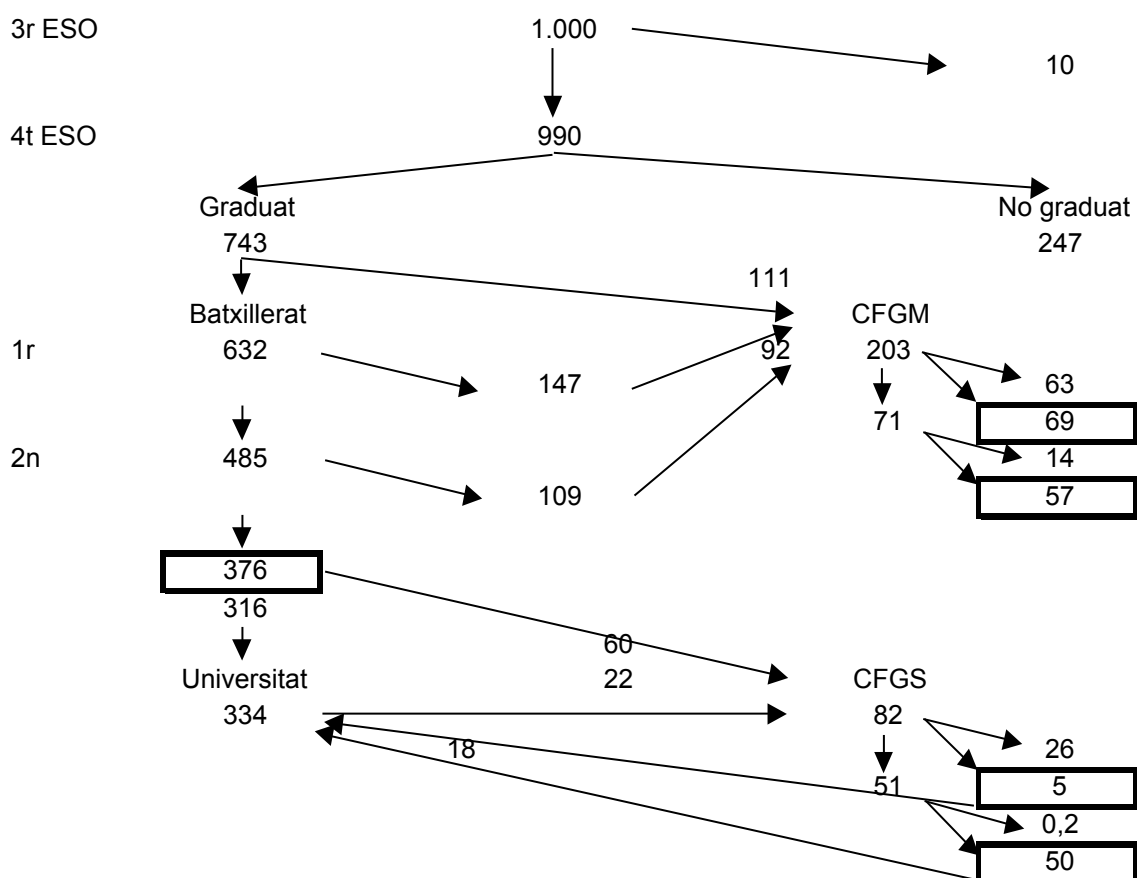 3r ESO 1.000
10
4t ESO 990
Graduat No graduat
743 247
111
Batxillerat CFGM
1r 632 92 203
147 63
71 69
2n 485 14
109 57
376
316
60
Universitat 22 CFGS
334 82
18 26
51 5
0,2
50